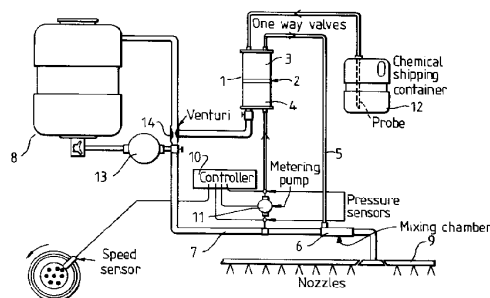 One way valves
3
1
2
4
Chemical
shipping
container
12
Probe
Venturi
14
8
13
10
Controller
5
Metering
pump
11
Pressure
sensors
Mixing chamber
6
7
9
Speed
sensor
Nozzles